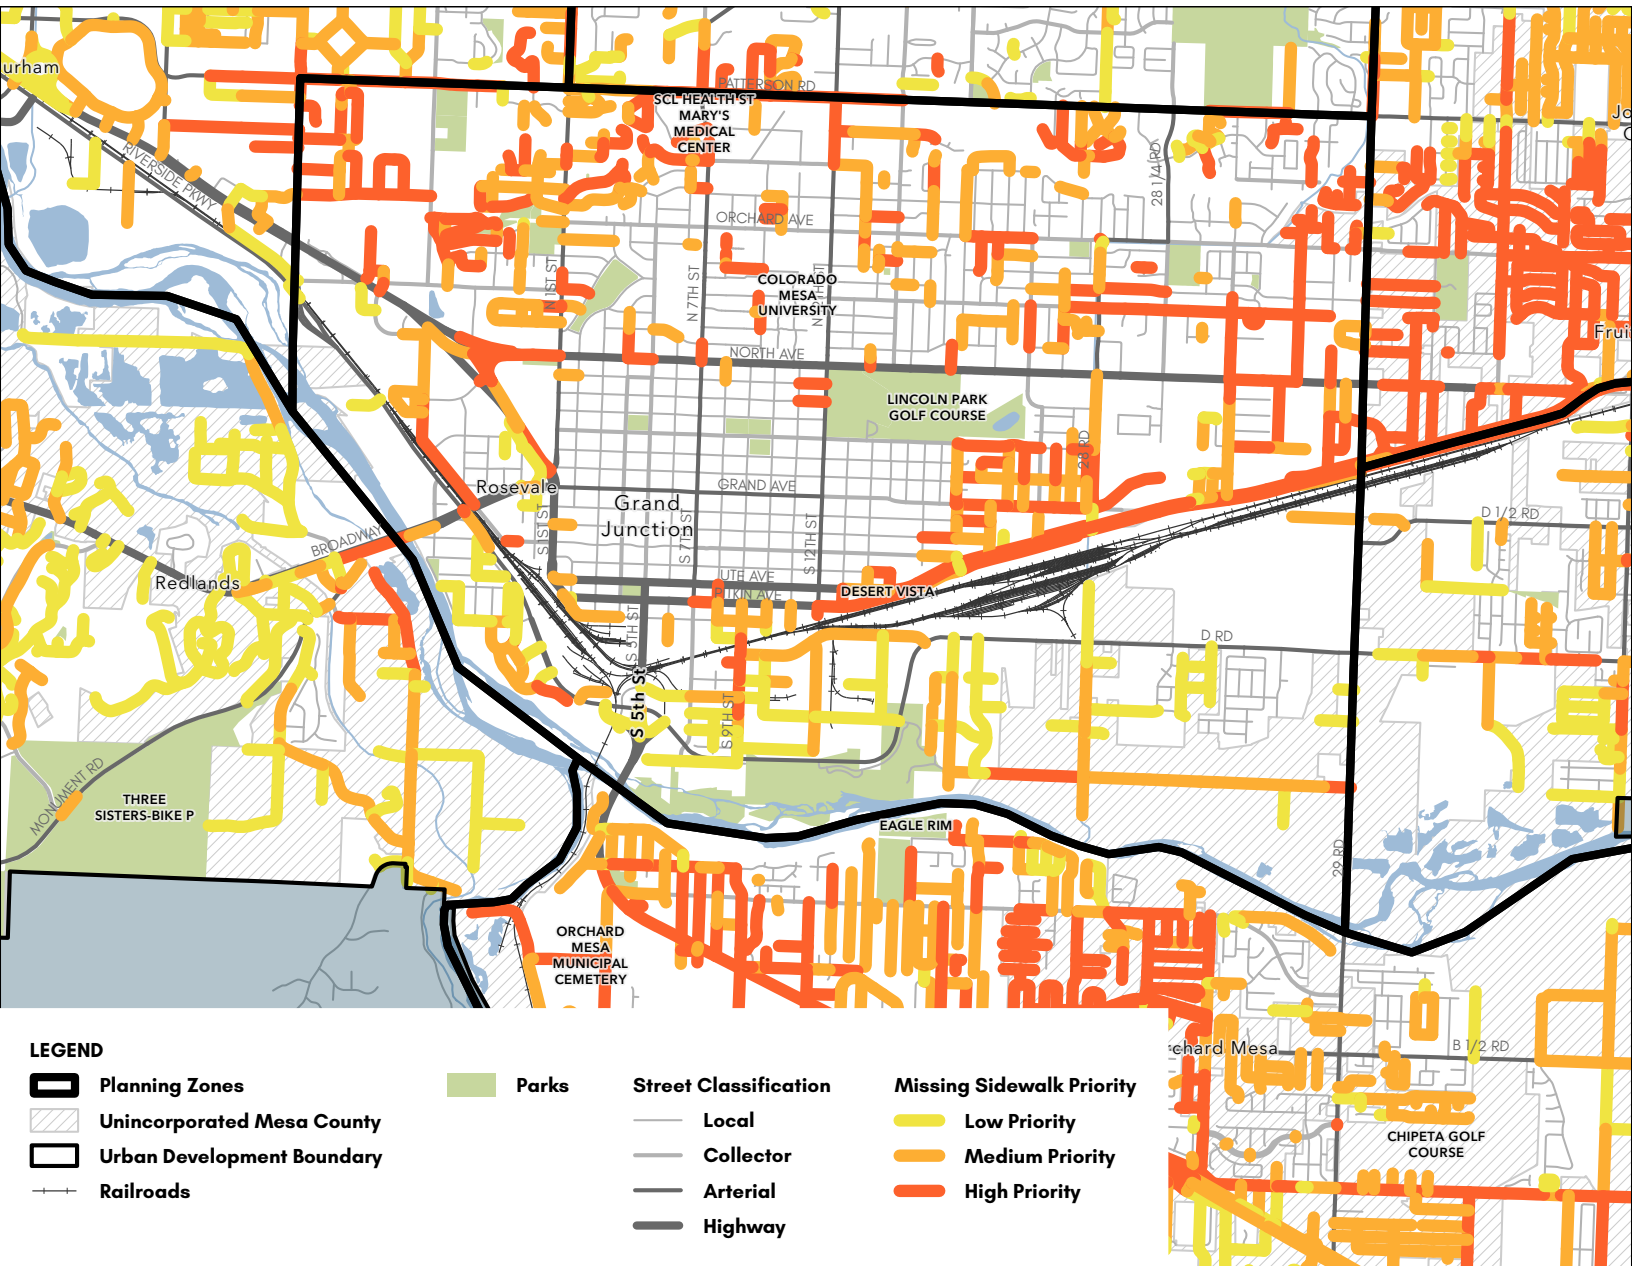 urham
PATTERSON RD
SCL HEALTH ST
MARY'S
MEDICAL
CENTER
RIVERSIDE PKWY
28 1/4 RD
ORCHARD AVE
N 1ST ST
N 7TH ST
COLORADO
MESA
UNIVERSITY
Frui
NORTH AVE
LINCOLN PARK
GOLF COURSE
28 RD
Rosevale
GRAND AVE
Grand
Junction
S 1ST ST
S 7TH ST
S 12TH ST
D 1/2 RD
BROADWAY
Redlands
UTE AVE
PITKIN AVE
DESERT VISTA
S 5TH ST
D RD
S 5th St
S 9TH ST
MONUMENT RD
THREE
SISTERS-BIKE P
EAGLE RIM
29 RD
ORCHARD
MESA
MUNICIPAL
CEMETERY
rchard Mesa
B 1/2 RD
CHIPETA GOLF
COURSE
LEGEND
Planning Zones
Unincorporated Mesa County
Urban Development Boundary
Railroads
Parks
Street Classification
Local
Collector
Arterial
Highway
Missing Sidewalk Priority
Low Priority
Medium Priority
High Priority